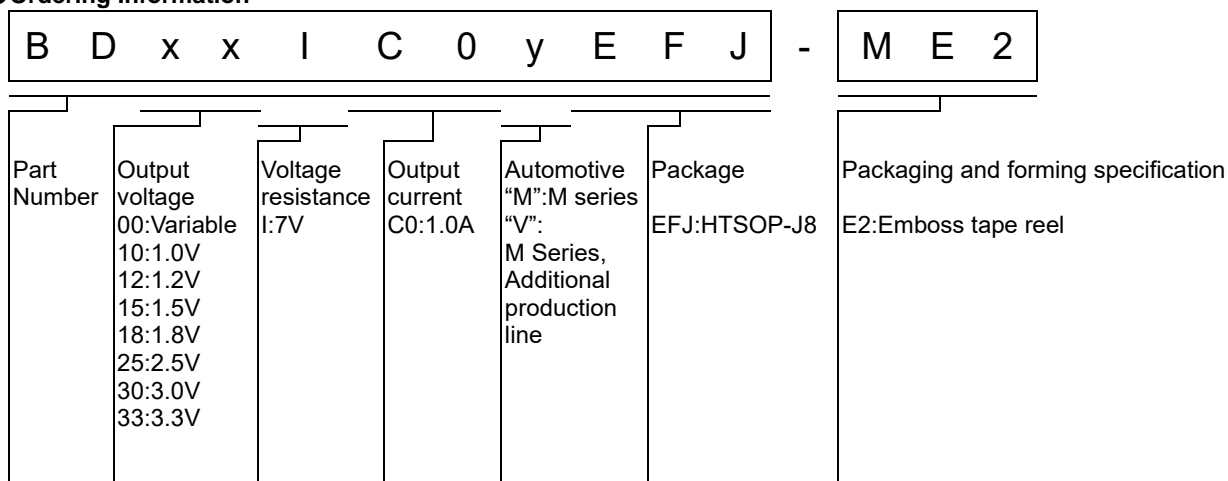 Ordering Information
B D x x I C 0 y E F J - M E 2
Part
Number
Output
voltage
00:Variable
10:1.0V
12:1.2V
15:1.5V
18:1.8V
25:2.5V
30:3.0V
33:3.3V
Voltage
resistance
I:7V
Output
current
C0:1.0A
Automotive
“M”:M series
“V”:
M Series,
Additional
production
line
Package
EFJ:HTSOP-J8
Packaging and forming specification
E2:Emboss tape reel